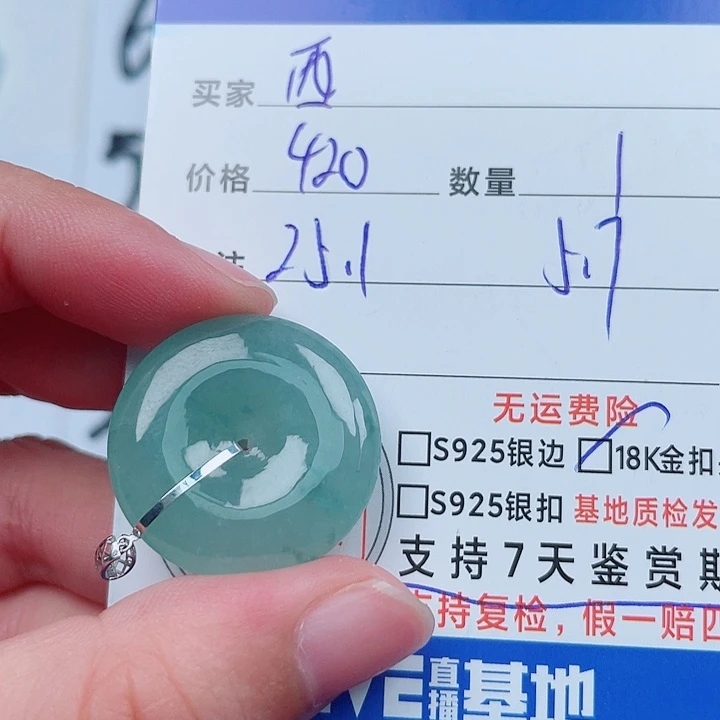 买家 西
价格 420 数量 1
注 25.1 5.7
无运费险
□S925银边 ☑18K金扣
□S925银扣 基地质检发
支持7天鉴赏期
支持复检，假一赔四
直播基地